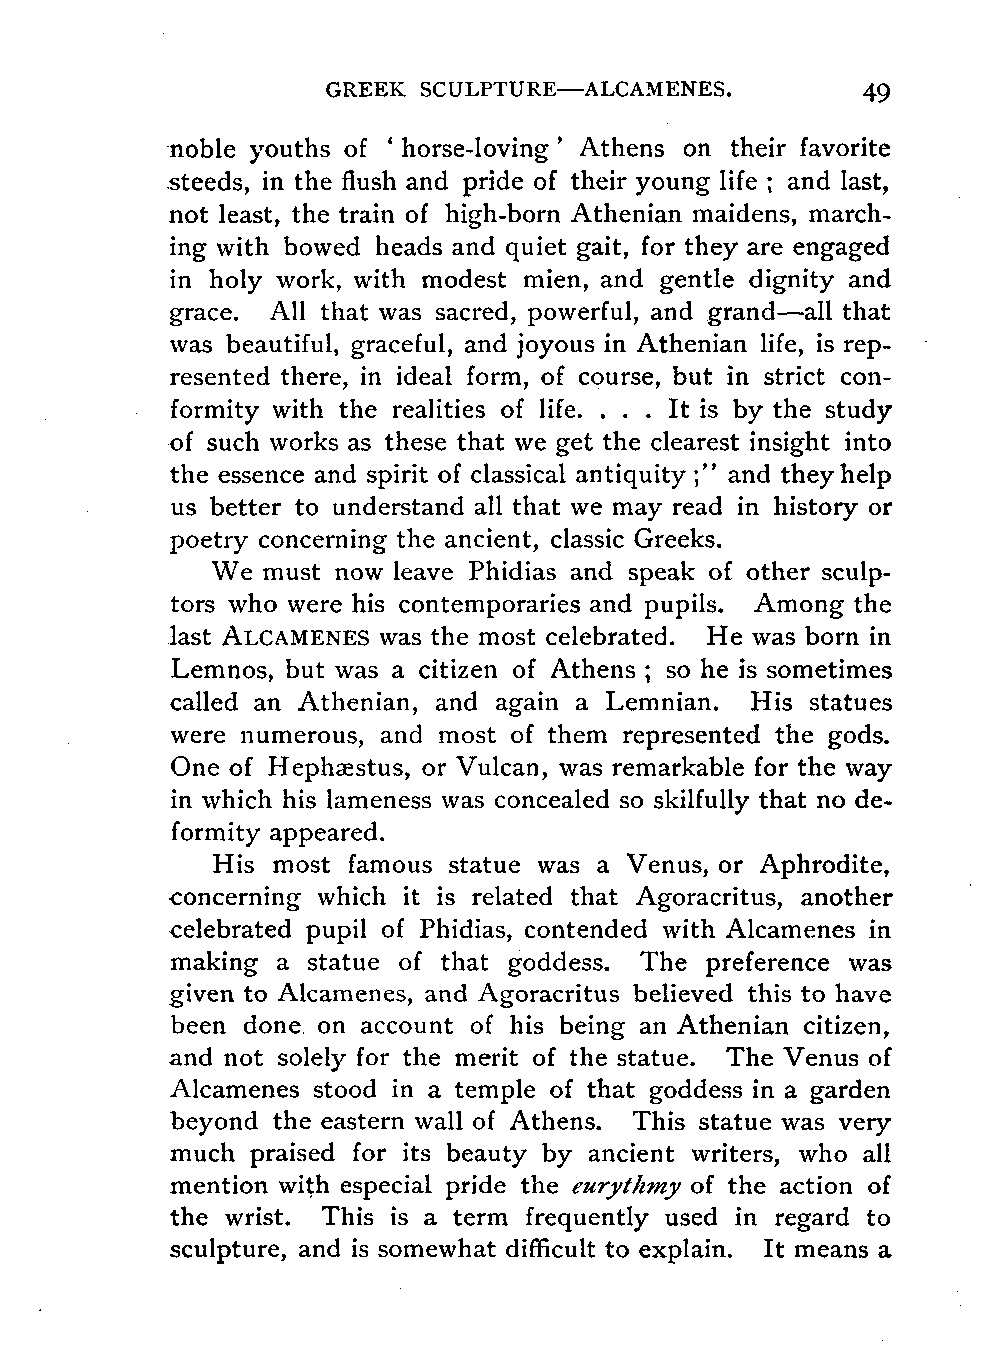 GREEK SCULPTURE—ALCAMENES. 49
noble youths of ‘ horse-loving ’ Athens on their favorite
steeds, in the flush and pride of their young life ; and last,
not least, the train of high-born Athenian maidens, march-
ing with bowed heads and quiet gait, for they are engaged
in holy work, with modest mien, and gentle dignity and
grace. All that was sacred, powerful, and grand—all that
was beautiful, graceful, and joyous in Athenian life, is rep-
resented there, in ideal form, of course, but in strict con-
formity with the realities of life. . . . It is by the study
of such works as these that we get the clearest insight into
the essence and spirit of classical antiquity ;” and they help
us better to understand all that we may read in history or
poetry concerning the ancient, classic Greeks.
We must now leave Phidias and speak of other sculp-
tors who were his contemporaries and pupils. Among the
last ALCAMENES was the most celebrated. He was born in
Lemnos, but was a citizen of Athens ; so he is sometimes
called an Athenian, and again a Lemnian. His statues
were numerous, and most of them represented the gods.
One of Hephæstus, or Vulcan, was remarkable for the way
in which his lameness was concealed so skilfully that no de-
formity appeared.
His most famous statue was a Venus, or Aphrodite,
concerning which it is related that Agoracritus, another
celebrated pupil of Phidias, contended with Alcamenes in
making a statue of that goddess. The preference was
given to Alcamenes, and Agoracritus believed this to have
been done on account of his being an Athenian citizen,
and not solely for the merit of the statue. The Venus of
Alcamenes stood in a temple of that goddess in a garden
beyond the eastern wall of Athens. This statue was very
much praised for its beauty by ancient writers, who all
mention with especial pride the eurythmy of the action of
the wrist. This is a term frequently used in regard to
sculpture, and is somewhat difficult to explain. It means a